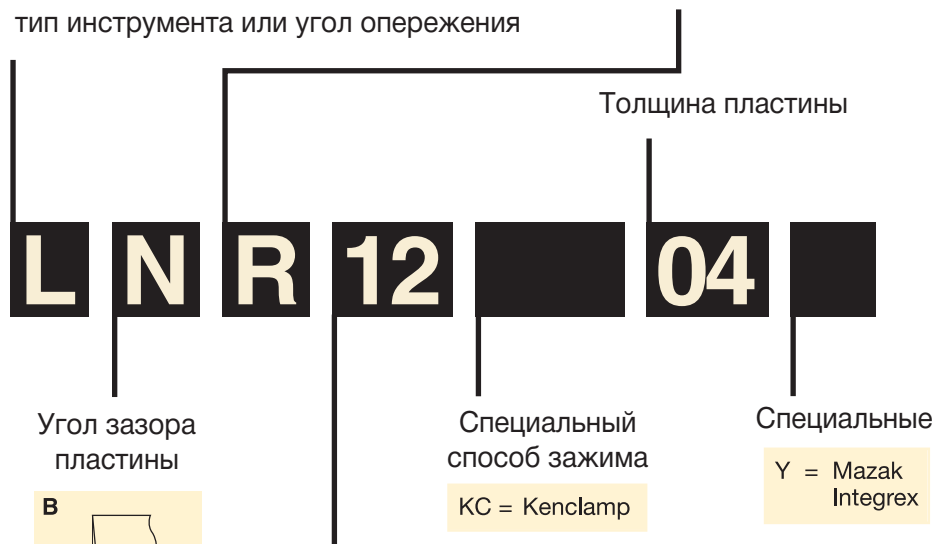 тип инструмента или угол опережения
Толщина пластины
L N R 12 04
Угол зазора
пластины
B
Специальный
способ зажима
KC = Kenclamp
Специальные
Y = Mazak
Integrex